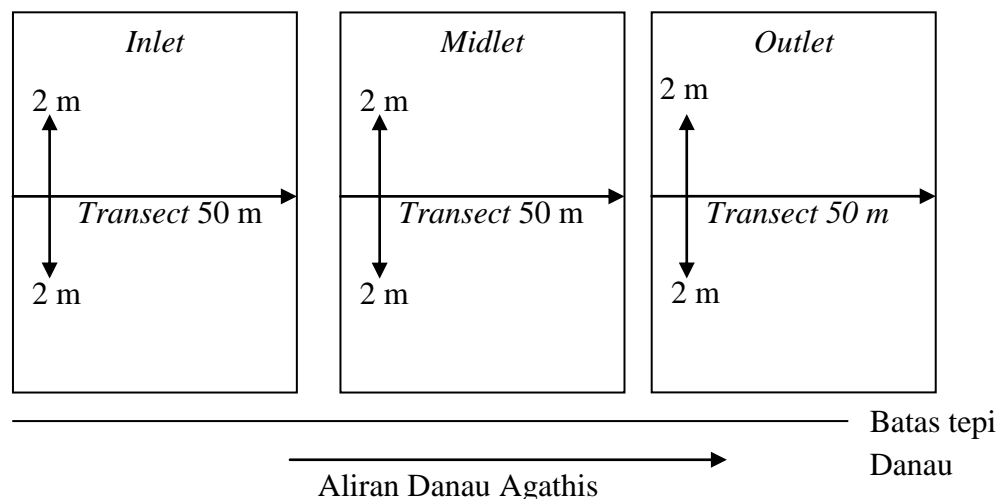 Inlet
Midlet
Outlet
2 m
2 m
2 m
Transect 50 m
Transect 50 m
Transect 50 m
2 m
2 m
2 m
Batas tepi
Danau
Aliran Danau Agathis